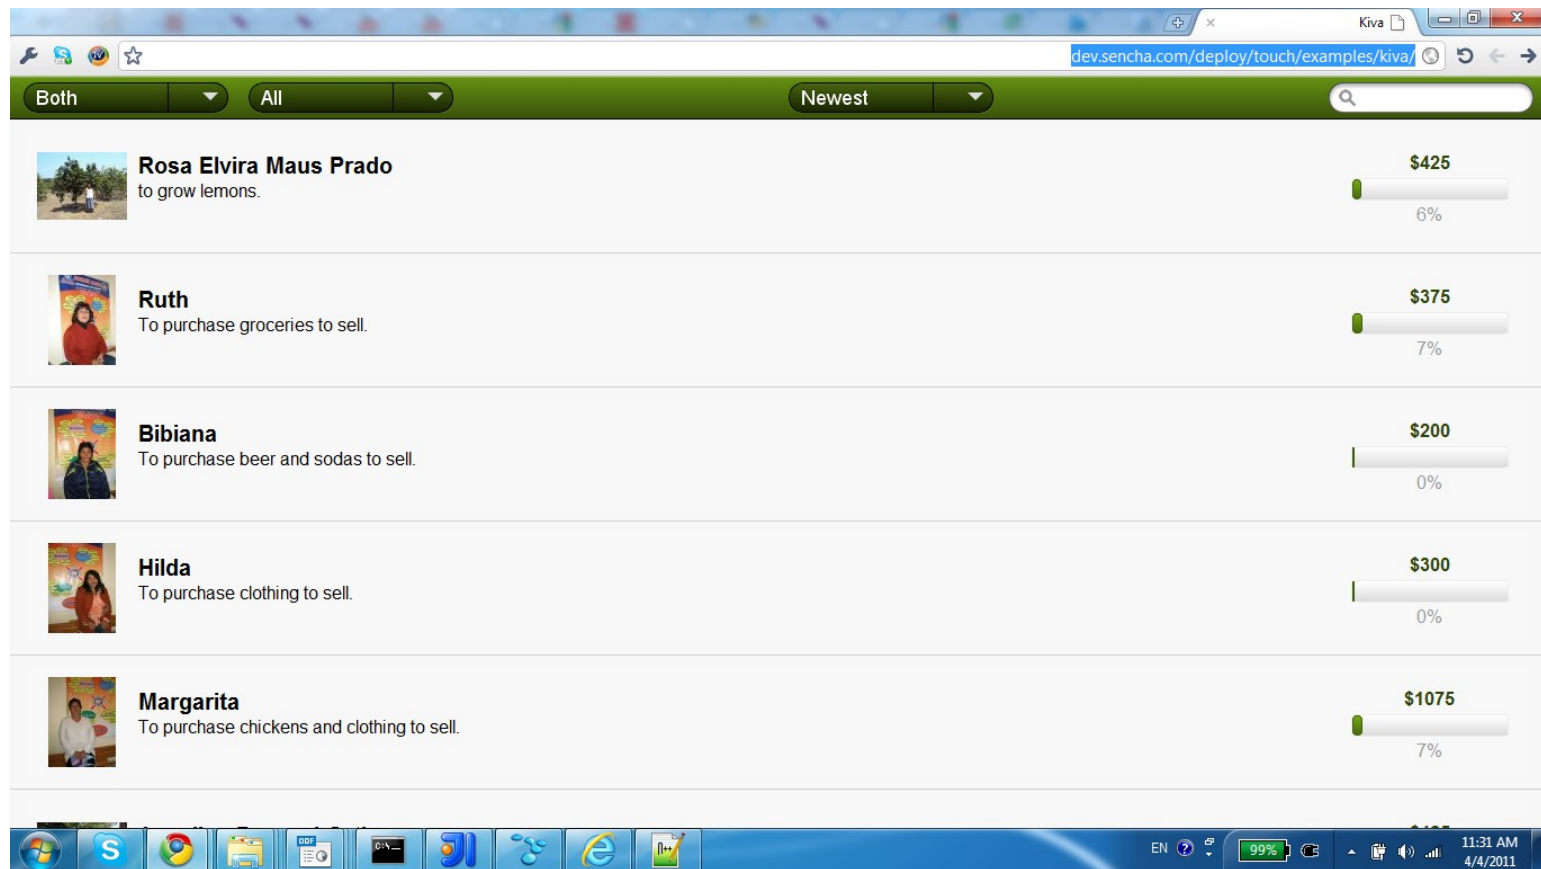 Kiva
dev.sencha.com/deploy/touch/examples/kiva/
Both
All
Newest
Rosa Elvira Maus Prado
to grow lemons.
$425
6%
Ruth
To purchase groceries to sell.
$375
7%
Bibiana
To purchase beer and sodas to sell.
$200
0%
Hilda
To purchase clothing to sell.
$300
0%
Margarita
To purchase chickens and clothing to sell.
$1075
7%
EN
99%
11:31 AM
4/4/2011